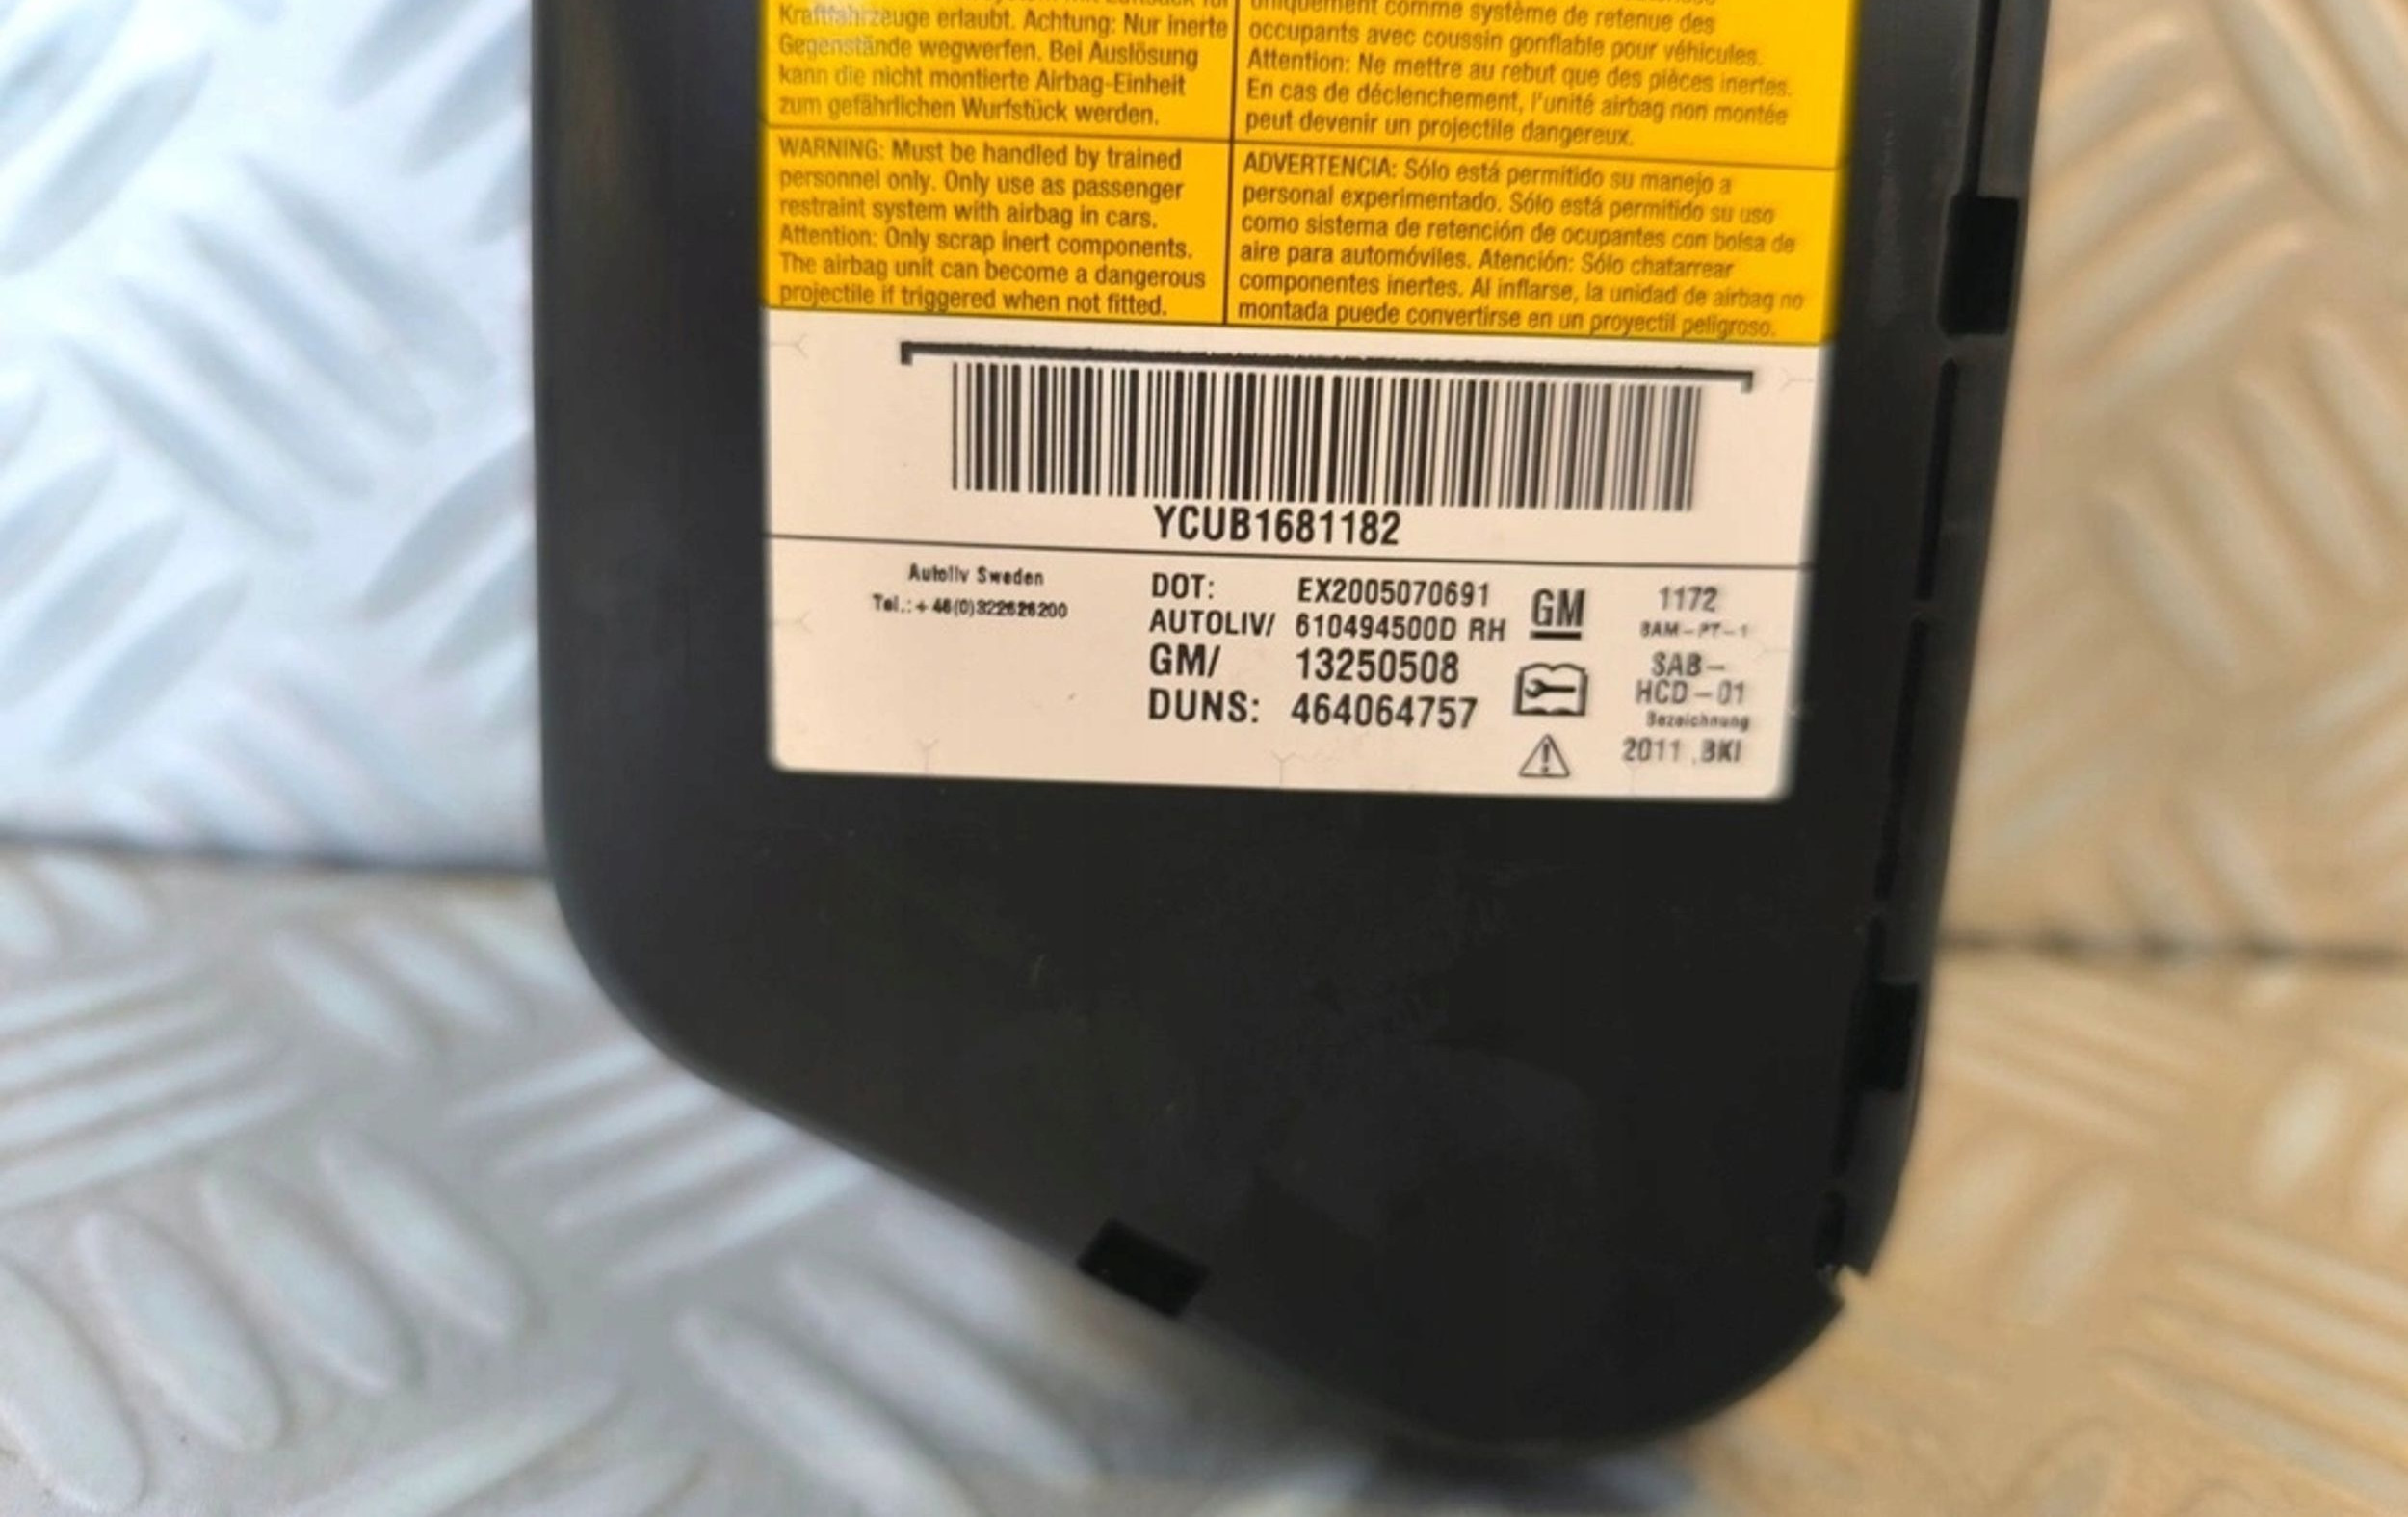 Kraftfahrzeuge erlaubt. Achtung: Nur inerte
Gegenstände wegwerfen. Bei Auslösung
kann die nicht montierte Airbag-Einheit
zum gefährlichen Wurfstück werden.
uniquement comme système de retenue des
occupants avec coussin gonflable pour véhicules.
Attention: Ne mettre au rebut que des pièces inertes.
En cas de déclenchement, l'unité airbag non montée
peut devenir un projectile dangereux.
WARNING: Must be handled by trained
personnel only. Only use as passenger
restraint system with airbag in cars.
Attention: Only scrap inert components.
The airbag unit can become a dangerous
projectile if triggered when not fitted.
ADVERTENCIA: Sólo está permitido su manejo a
personal experimentado. Sólo está permitido su uso
como sistema de retención de ocupantes con bolsa de
aire para automóviles. Atención: Sólo chatarrear
componentes inertes. Al inflarse, la unidad de airbag no
montada puede convertirse en un proyectil peligroso.
YCUB1681182
Autoliv Sweden
Tel.:+46(0)322626200
DOT: EX2005070691
AUTOLIV/ 610494500D RH
GM/ 13250508
DUNS: 464064757
GM
1172
BAM-PT-1
SAB-
HCD-01
Bezeichnung
2011 .BKI